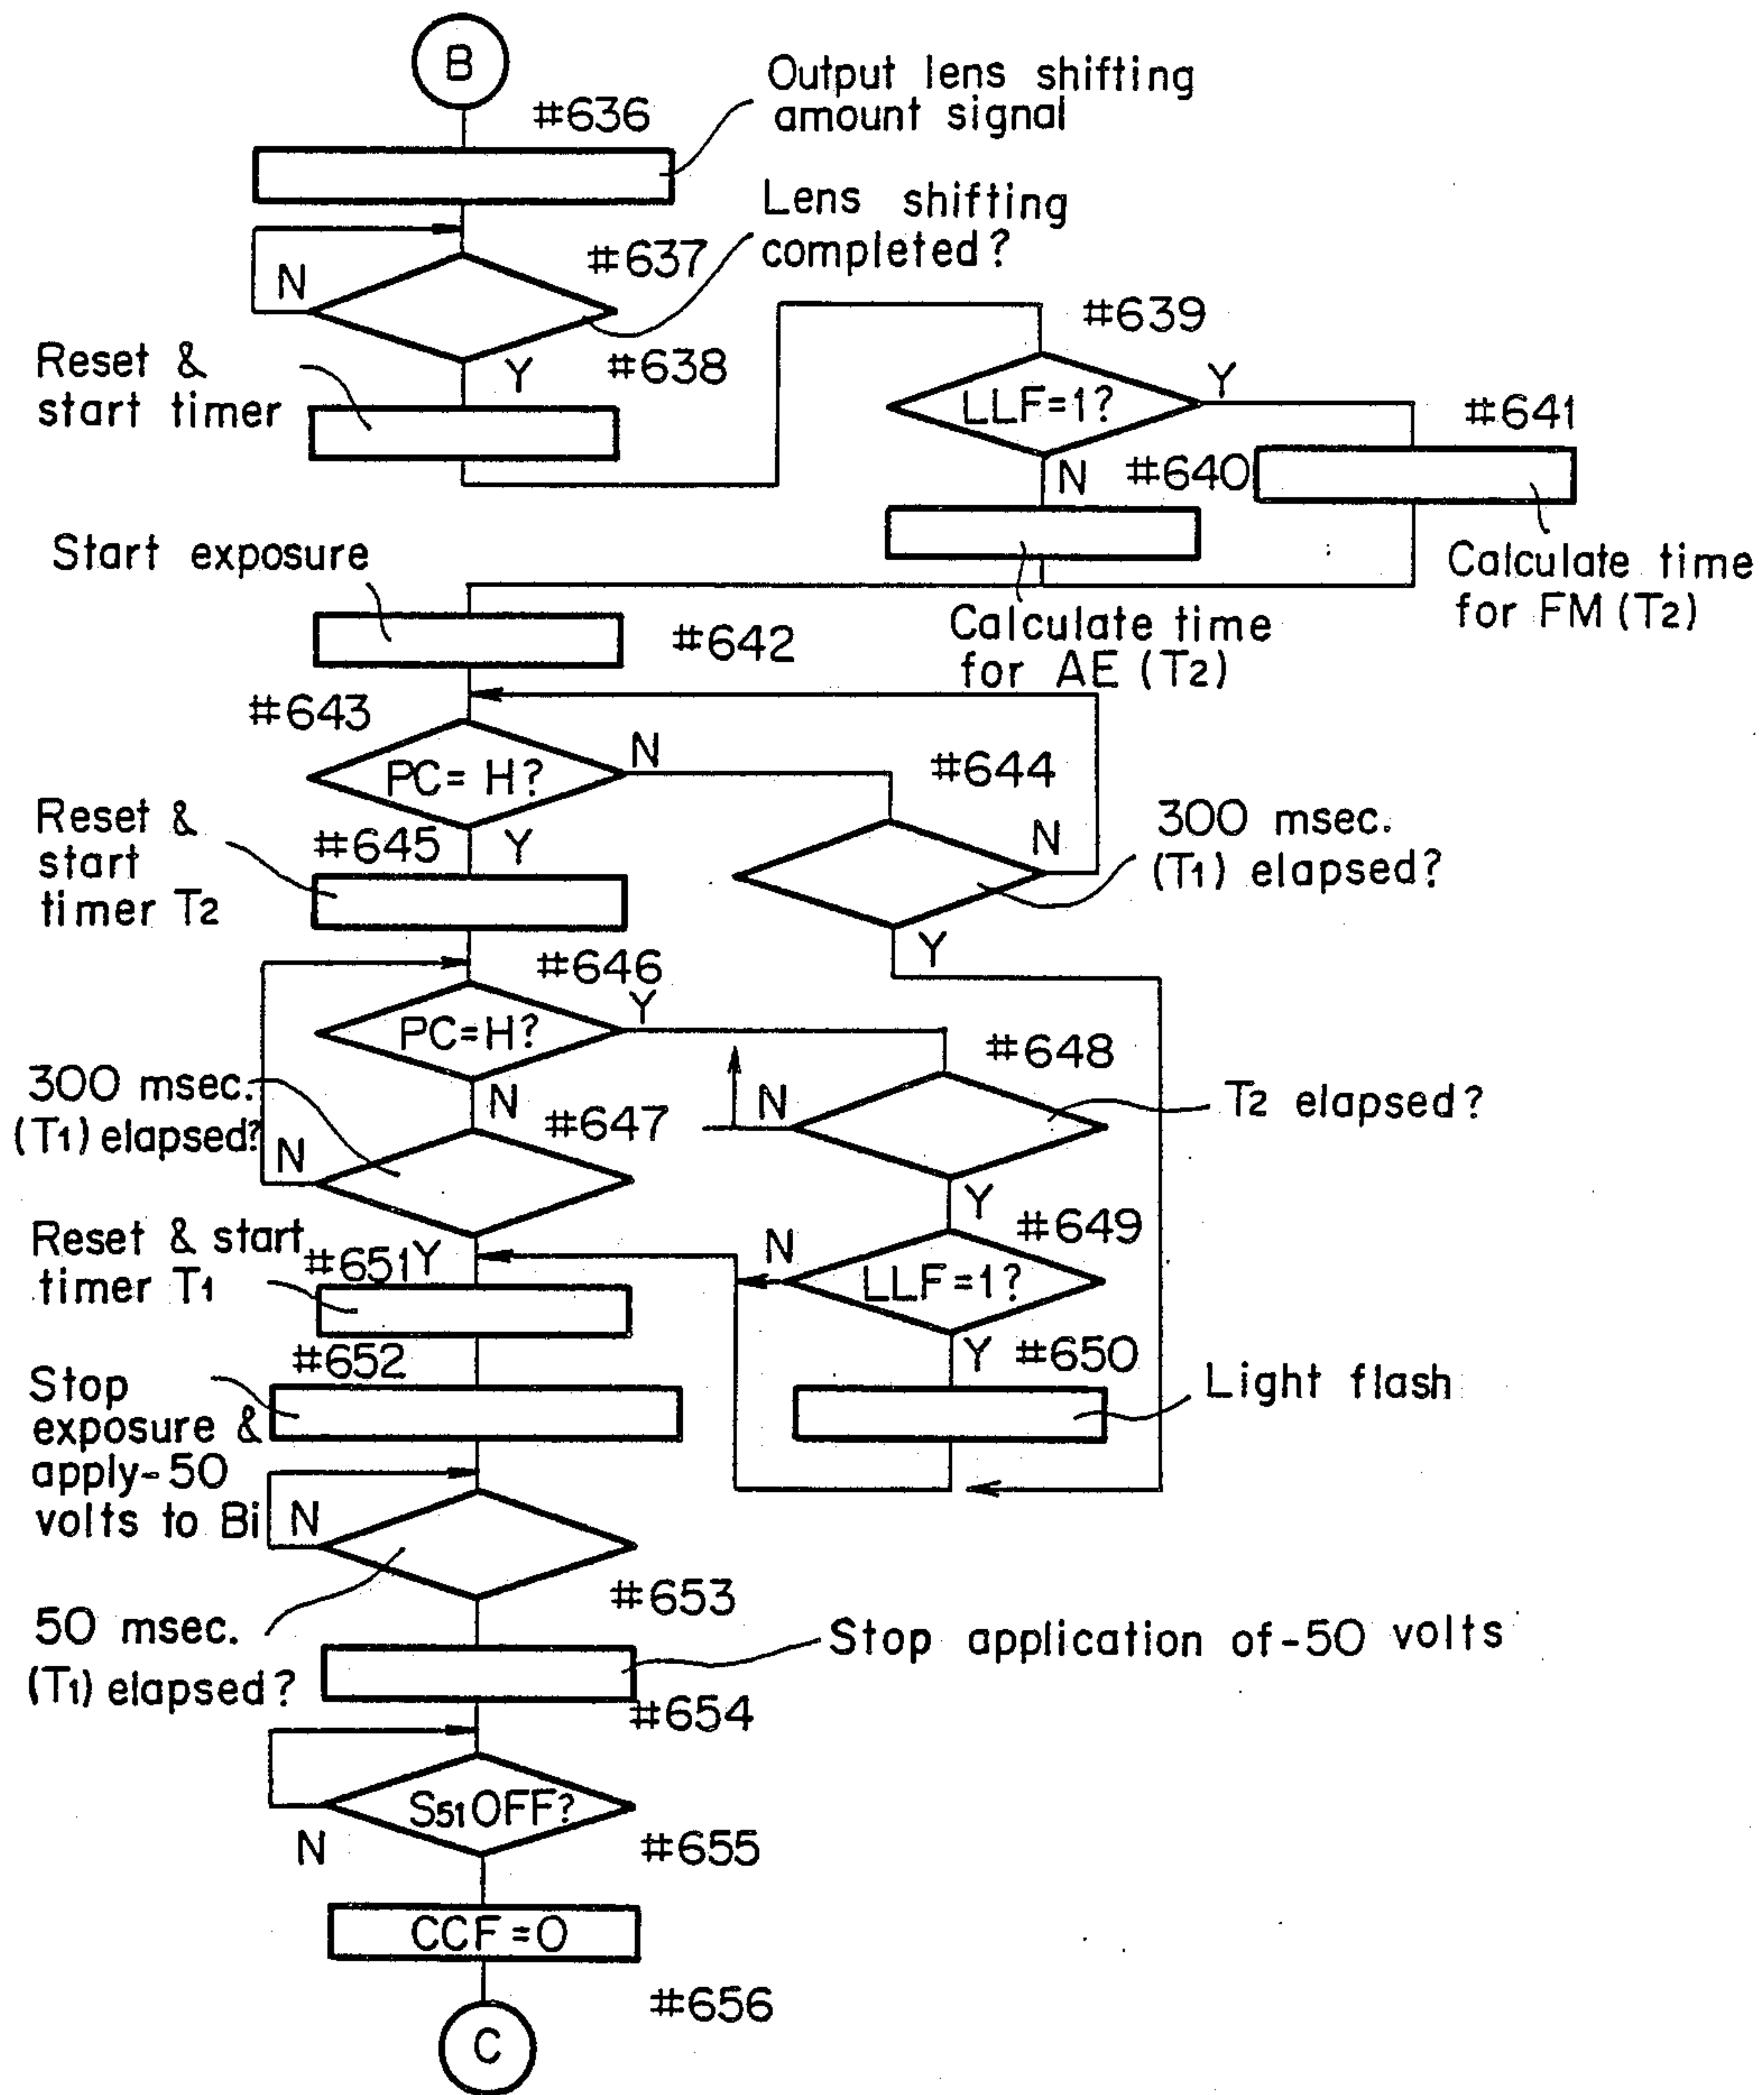 B
Output lens shifting
amount signal
#636
Lens shifting
completed?
#637
N
Reset &
start timer
Y
#638
#639
LLF=1?
Y
#641
N
#640
Start exposure
Calculate time
for FM (T2)
#642
Calculate time
for AE (T2)
#643
PC= H?
N
#644
Reset &
start
timer T2
#645
Y
N
300 msec.
(T1) elapsed?
Y
#646
PC=H?
Y
#648
300 msec.
(T1) elapsed?
N
#647
N
N
T2 elapsed?
Y
#649
Reset & start
timer T1
#651
Y
N
LLF=1?
#652
Y
#650
Stop
exposure &
apply-50
volts to Bi
Light flash
N
#653
50 msec.
(T1) elapsed?
Stop application of-50 volts
#654
S51OFF?
N
#655
CCF=0
#656
C